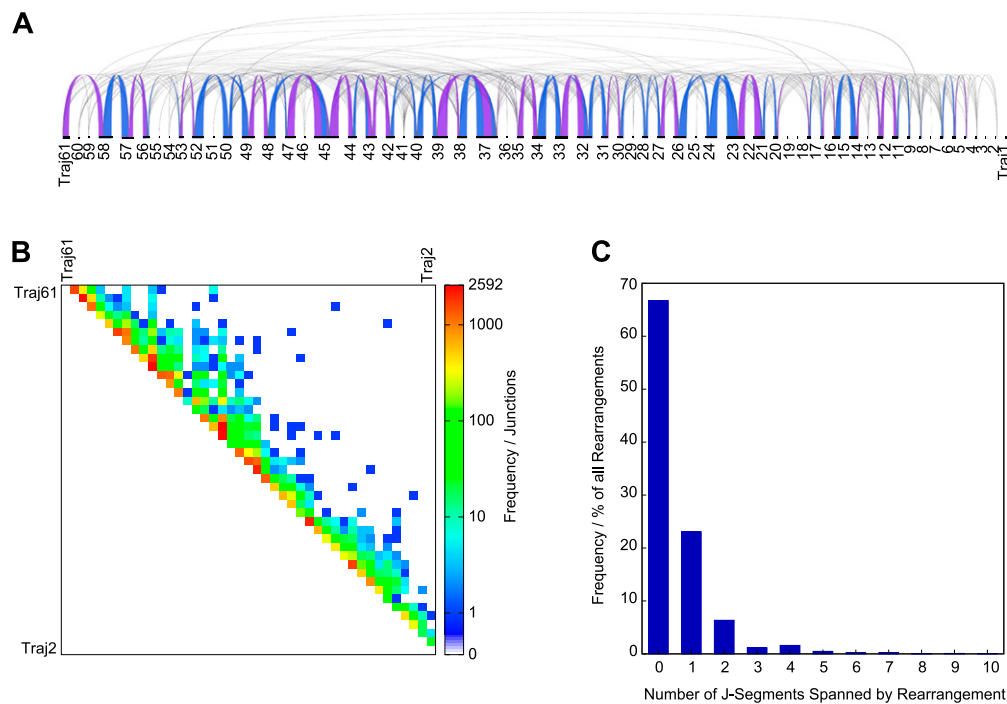 A
Traj61 60 59 58 57 56 55 54 53 52 51 50 49 48 47 46 45 44 43 42 41 40 39 38 37 36 35 34 33 32 31 30 29 28 27 26 25 24 23 22 21 20 19 18 17 16 15 14 13 12 11 9 8 7 6 5 4 3 2 Traj1
B
Traj61 Traj2
Traj61
Traj2
2592
1000
100
10
1
0
Frequency / Junctions
C
70
60
50
40
30
20
10
0
Frequency / % of all Rearrangements
0 1 2 3 4 5 6 7 8 9 10
Number of J-Segments Spanned by Rearrangement